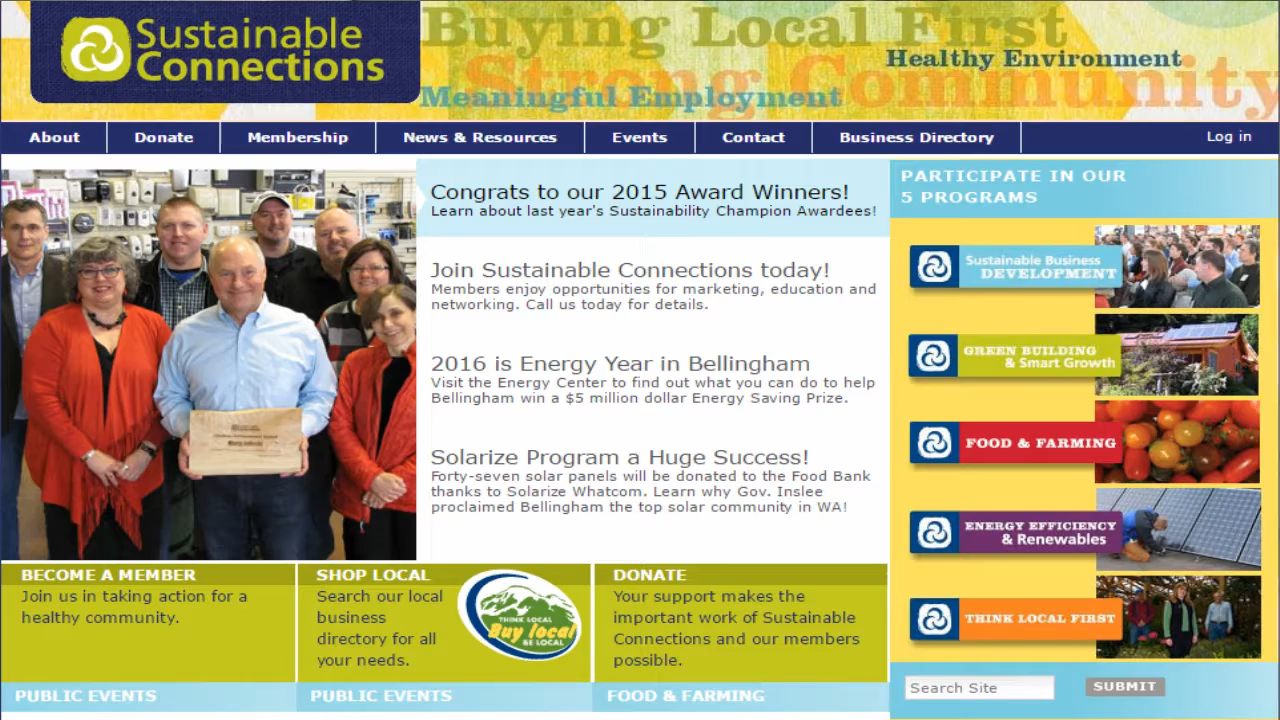 Sustainable
Connections
Buying Local First
Healthy Environment
Strong Community
Meaningful Employment
About
Donate
Membership
News & Resources
Events
Contact
Business Directory
Log in
Congrats to our 2015 Award Winners!
Learn about last year's Sustainability Champion Awardees!
Join Sustainable Connections today!
Members enjoy opportunities for marketing, education and
networking. Call us today for details.
2016 is Energy Year in Bellingham
Visit the Energy Center to find out what you can do to help
Bellingham win a $5 million dollar Energy Saving Prize.
Solarize Program a Huge Success!
Forty-seven solar panels will be donated to the Food Bank
thanks to Solarize Whatcom. Learn why Gov. Inslee
proclaimed Bellingham the top solar community in WA!
PARTICIPATE IN OUR
5 PROGRAMS
Sustainable Business
DEVELOPMENT
GREEN BUILDING
& Smart Growth
FOOD & FARMING
ENERGY EFFICIENCY
& Renewables
THINK LOCAL FIRST
Search Site
SUBMIT
BECOME A MEMBER
Join us in taking action for a
healthy community.
SHOP LOCAL
Search our local
business
directory for all
your needs.
THINK LOCAL
Buy local
BE LOCAL
DONATE
Your support makes the
important work of Sustainable
Connections and our members
possible.
PUBLIC EVENTS
PUBLIC EVENTS
FOOD & FARMING